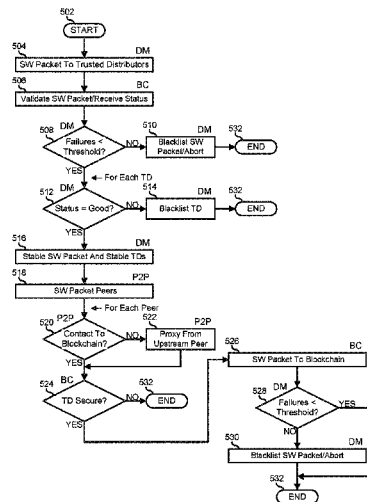 502
START
504
DM
SW Packet To Trusted Distributors
506
BC
Validate SW Packet/Receive Status
508
DM
Failures <
Threshold?
NO
510
DM
Blacklist SW
Packet/Abort
532
END
YES
For Each TD
512
DM
Status = Good?
NO
514
DM
Blacklist TD
532
END
YES
516
DM
Stable SW Packet And Stable TDs
518
P2P
SW Packet Peers
For Each Peer
520
P2P
Contact To
Blockchain?
NO
522
P2P
Proxy From
Upstream Peer
YES
524
BC
TD Secure?
NO
532
END
YES
526
BC
SW Packet To Blockchain
528
DM
Failures <
Threshold?
YES
NO
530
DM
Blacklist SW Packet/Abort
532
END